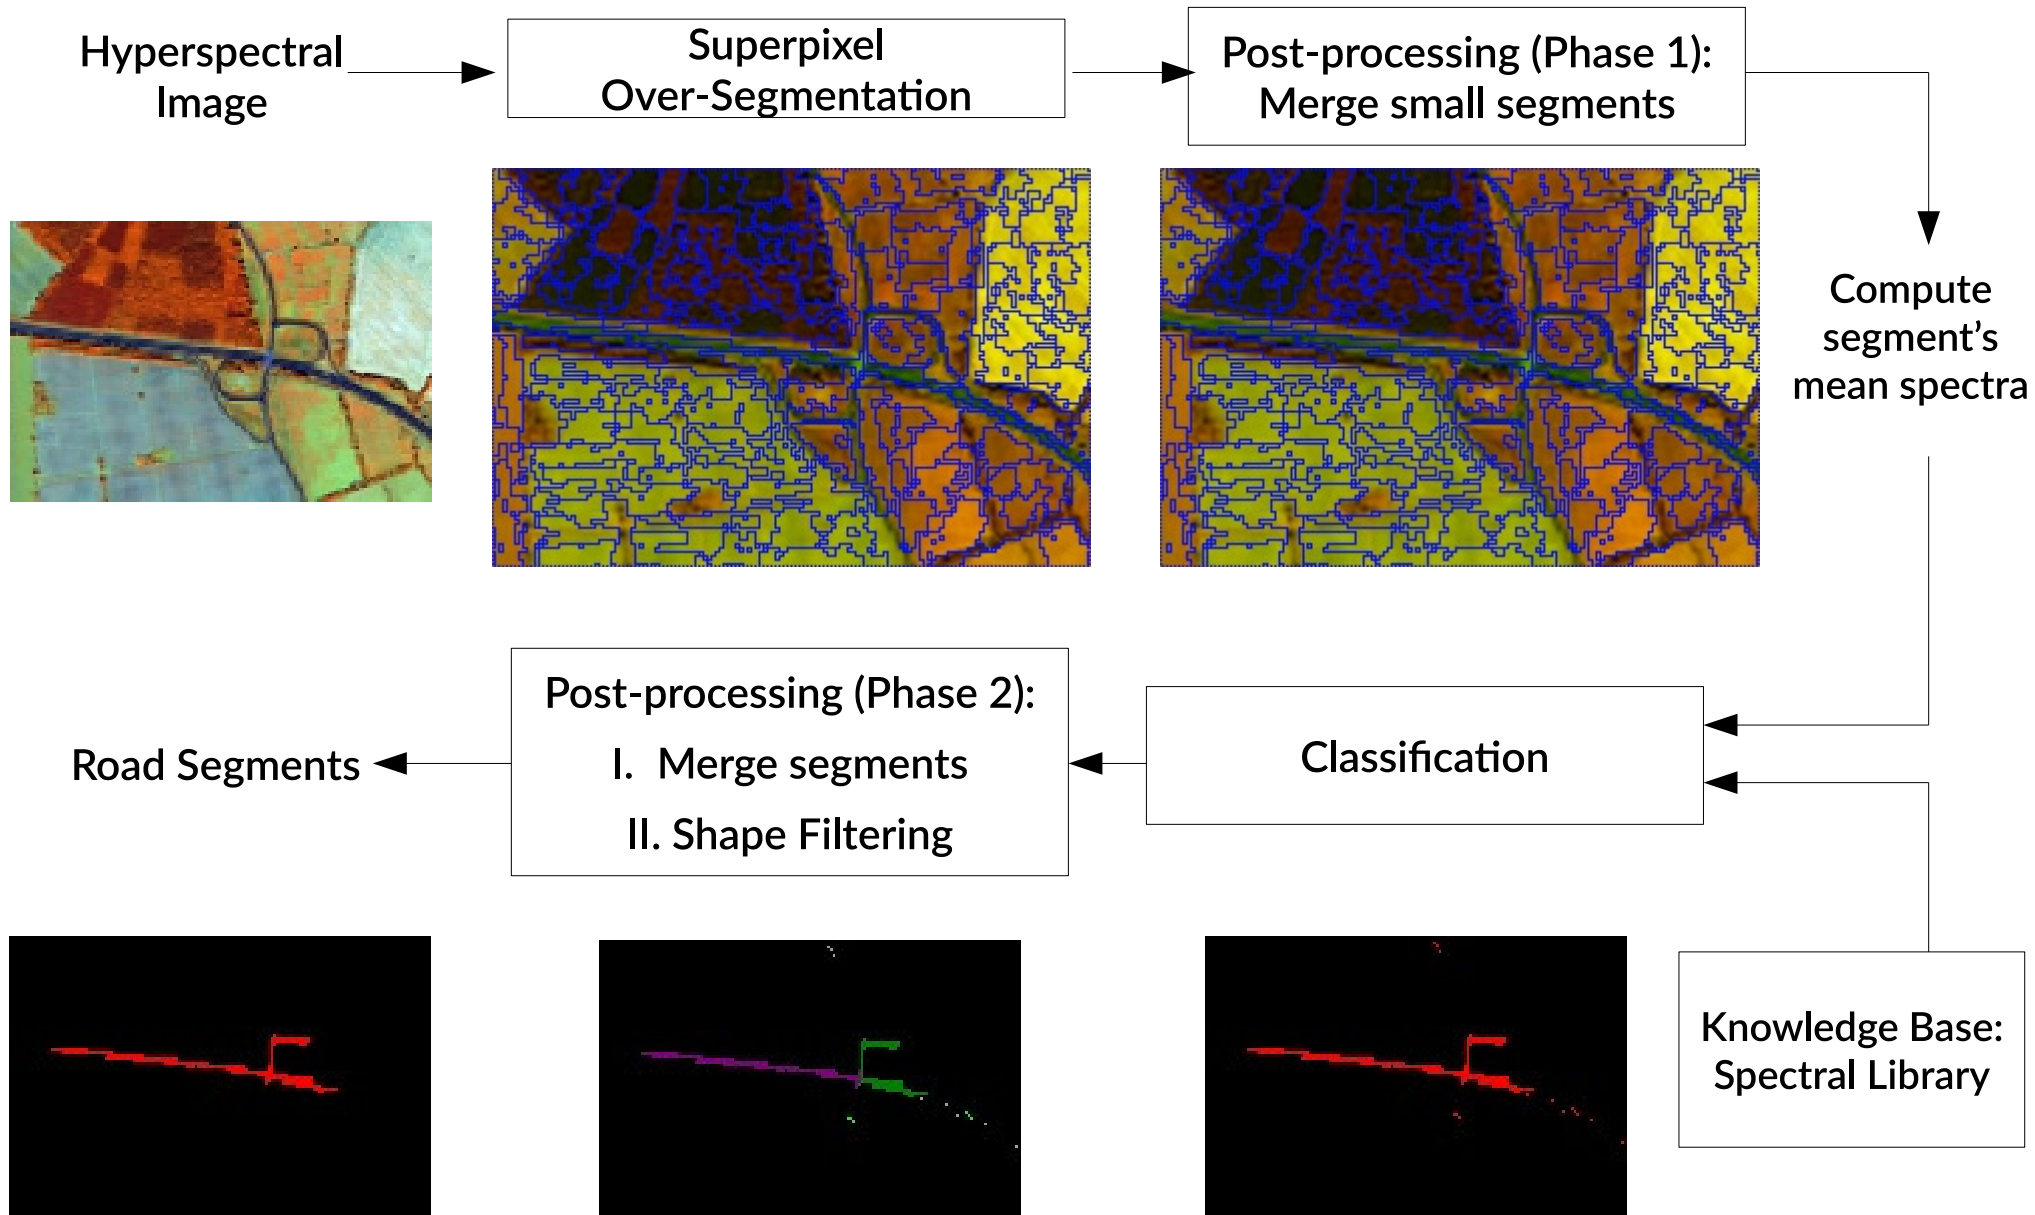 Hyperspectral
Image
Superpixel
Over-Segmentation
Post-processing (Phase 1):
Merge small segments
Compute
segment’s
mean spectra
Classification
Post-processing (Phase 2):
I. Merge segments
II. Shape Filtering
Road Segments
Knowledge Base:
Spectral Library